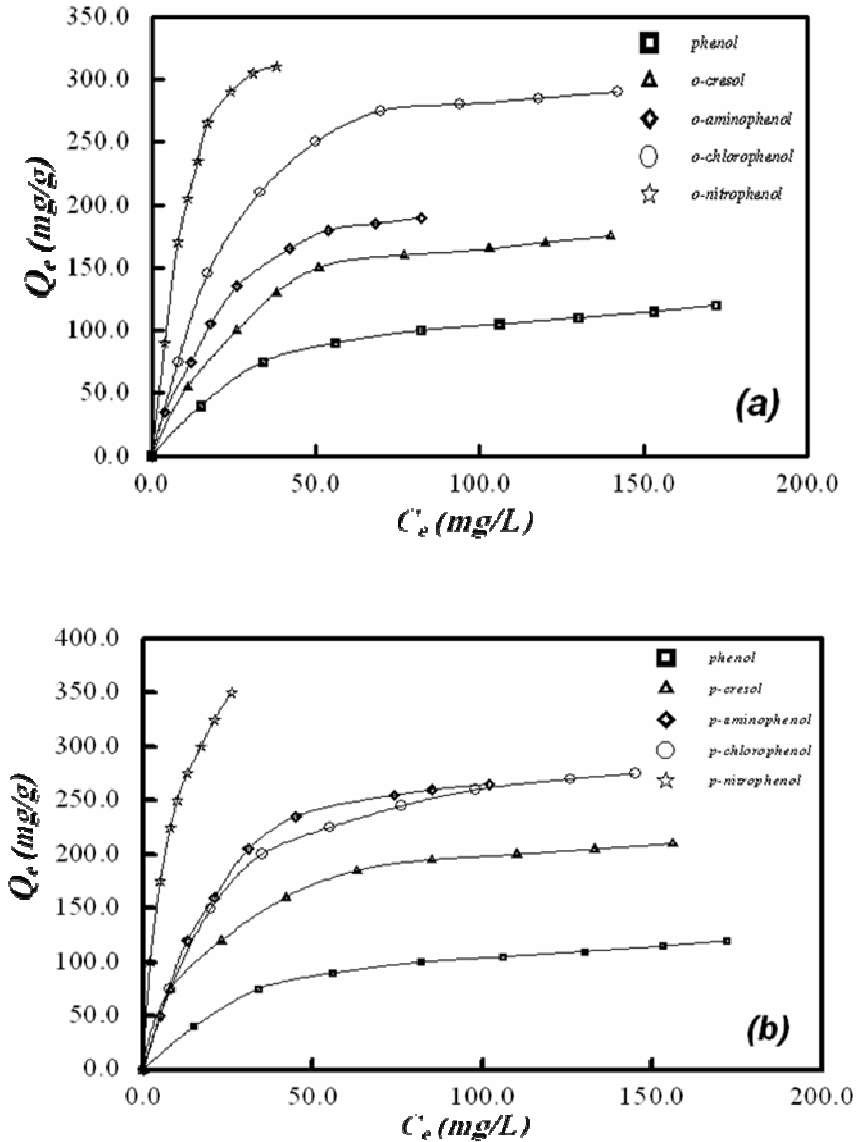 350.0
300.0
250.0
200.0
150.0
100.0
50.0
0.0
Qe (mg/g)
phenol
o-cresol
o-aminophenol
o-chlorophenol
o-nitrophenol
(a)
0.0 50.0 100.0 150.0 200.0
Ce (mg/L)
400.0
350.0
300.0
250.0
200.0
150.0
100.0
50.0
0.0
Qe (mg/g)
phenol
p-cresol
p-aminophenol
p-chlorophenol
p-nitrophenol
(b)
0.0 50.0 100.0 150.0 200.0
Ce (mg/L)